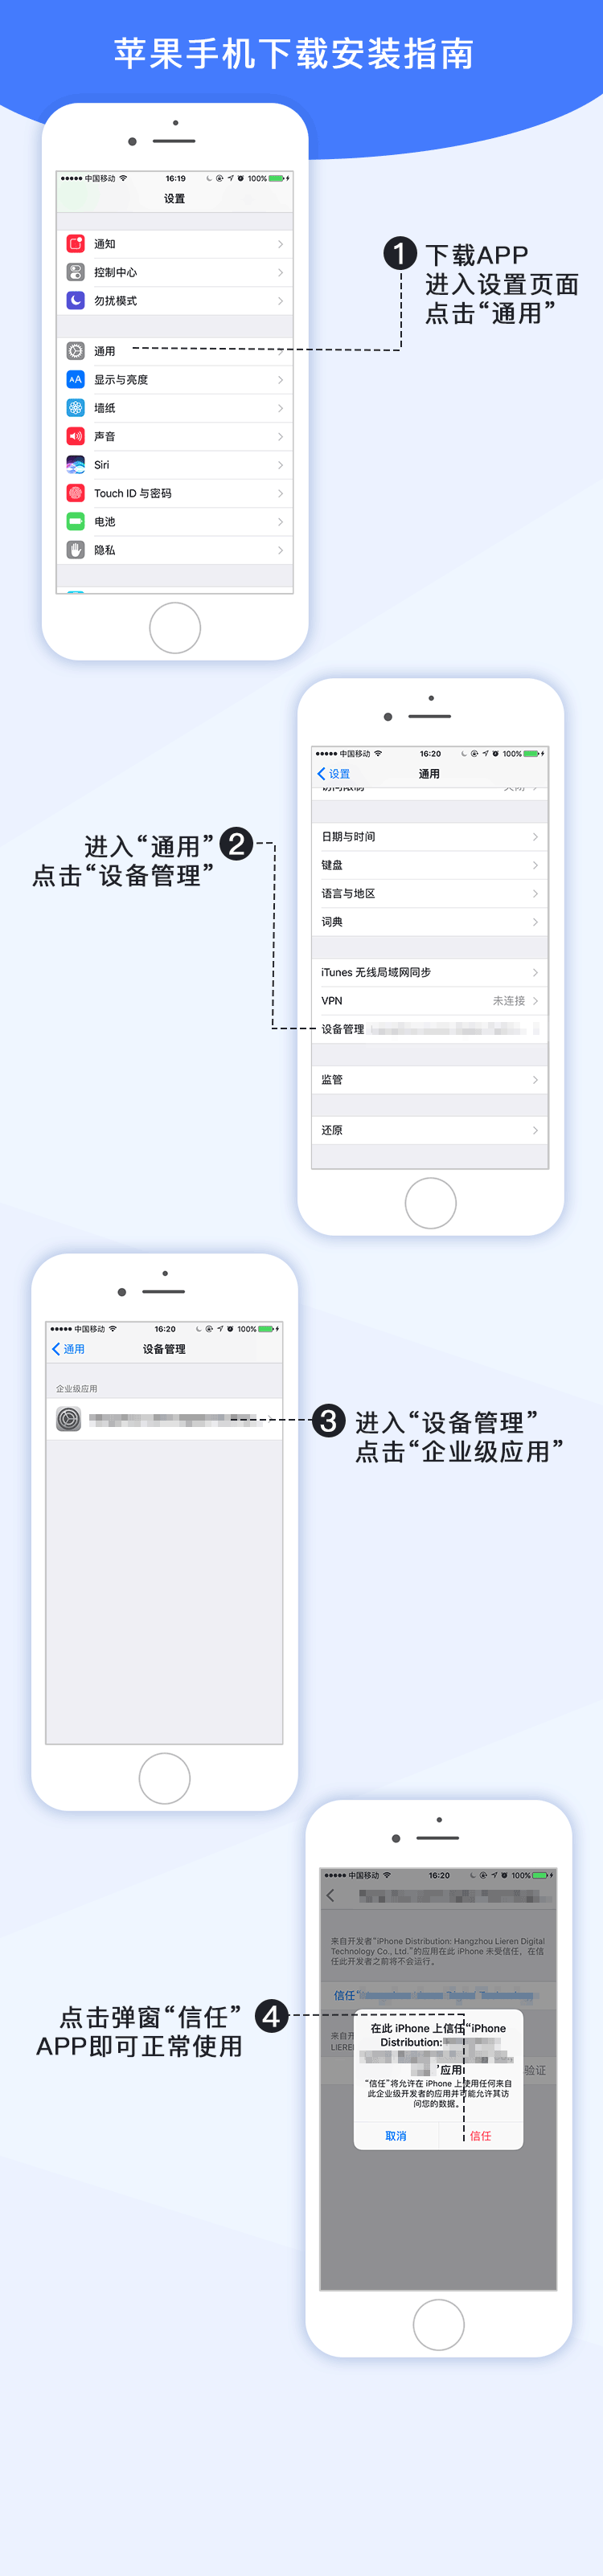 苹果手机下载安装指南
中国移动 16:19 100%
设置
通知
控制中心
勿扰模式
通用
AA 显示与亮度
墙纸
声音
Siri
Touch ID 与密码
电池
隐私
1 下载APP
进入设置页面
点击“通用”
中国移动 16:20 100%
设置 通用
日期与时间
键盘
语言与地区
词典
iTunes 无线局域网同步
VPN 未连接
设备管理
监管
还原
进入“通用” 2
点击“设备管理”
中国移动 16:20 100%
通用 设备管理
企业级应用
3 进入“设备管理”
点击“企业级应用”
中国移动 16:20 100%
来自开发者“iPhone Distribution: Hangzhou Lieren Digital
Technology Co., Ltd.”的应用在此 iPhone 未受信任，在信
任此开发者之前将不会运行。
信任“
来自开
LIEREN
验证
在此 iPhone 上信任“iPhone
Distribution:
”应用
“信任”将允许在 iPhone 上使用任何来自
此企业级开发者的应用并可能允许其访
问您的数据。
取消 信任
点击弹窗“信任” 4
APP即可正常使用